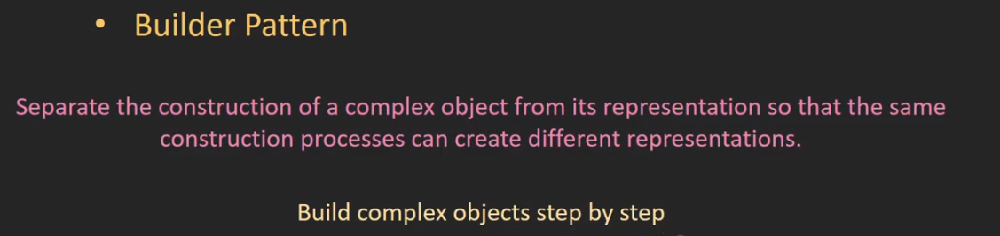 • Builder Pattern
Separate the construction of a complex object from its representation so that the same
construction processes can create different representations.
Build complex objects step by step